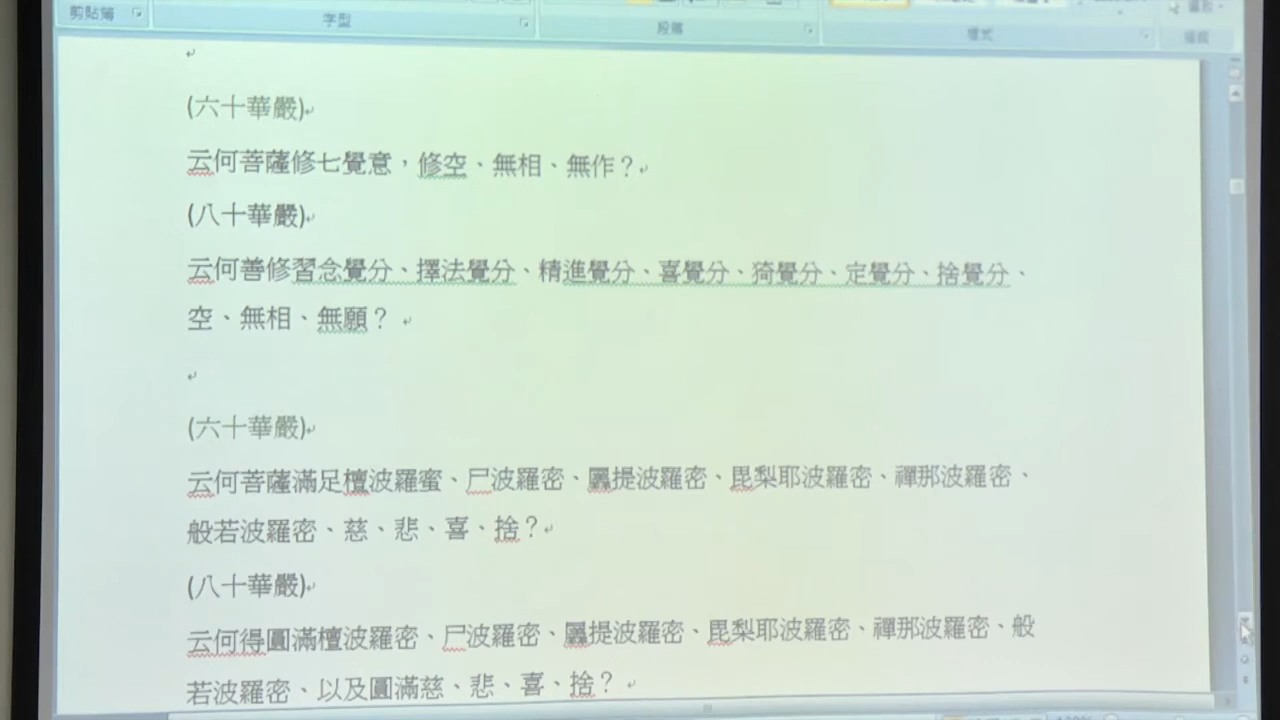 剪貼簿
字型
段落
樣式
(六十華嚴)
云何菩薩修七覺意，修空、無相、無作？
(八十華嚴)
云何善修習念覺分、擇法覺分、精進覺分、喜覺分、猗覺分、定覺分、捨覺分、
空、無相、無願？
(六十華嚴)
云何菩薩滿足檀波羅蜜、尸波羅密、羼提波羅密、毘梨耶波羅密、禪那波羅密、
般若波羅密、慈、悲、喜、捨？
(八十華嚴)
云何得圓滿檀波羅密、尸波羅密、羼提波羅密、毘梨耶波羅密、禪那波羅密、般
若波羅密、以及圓滿慈、悲、喜、捨？